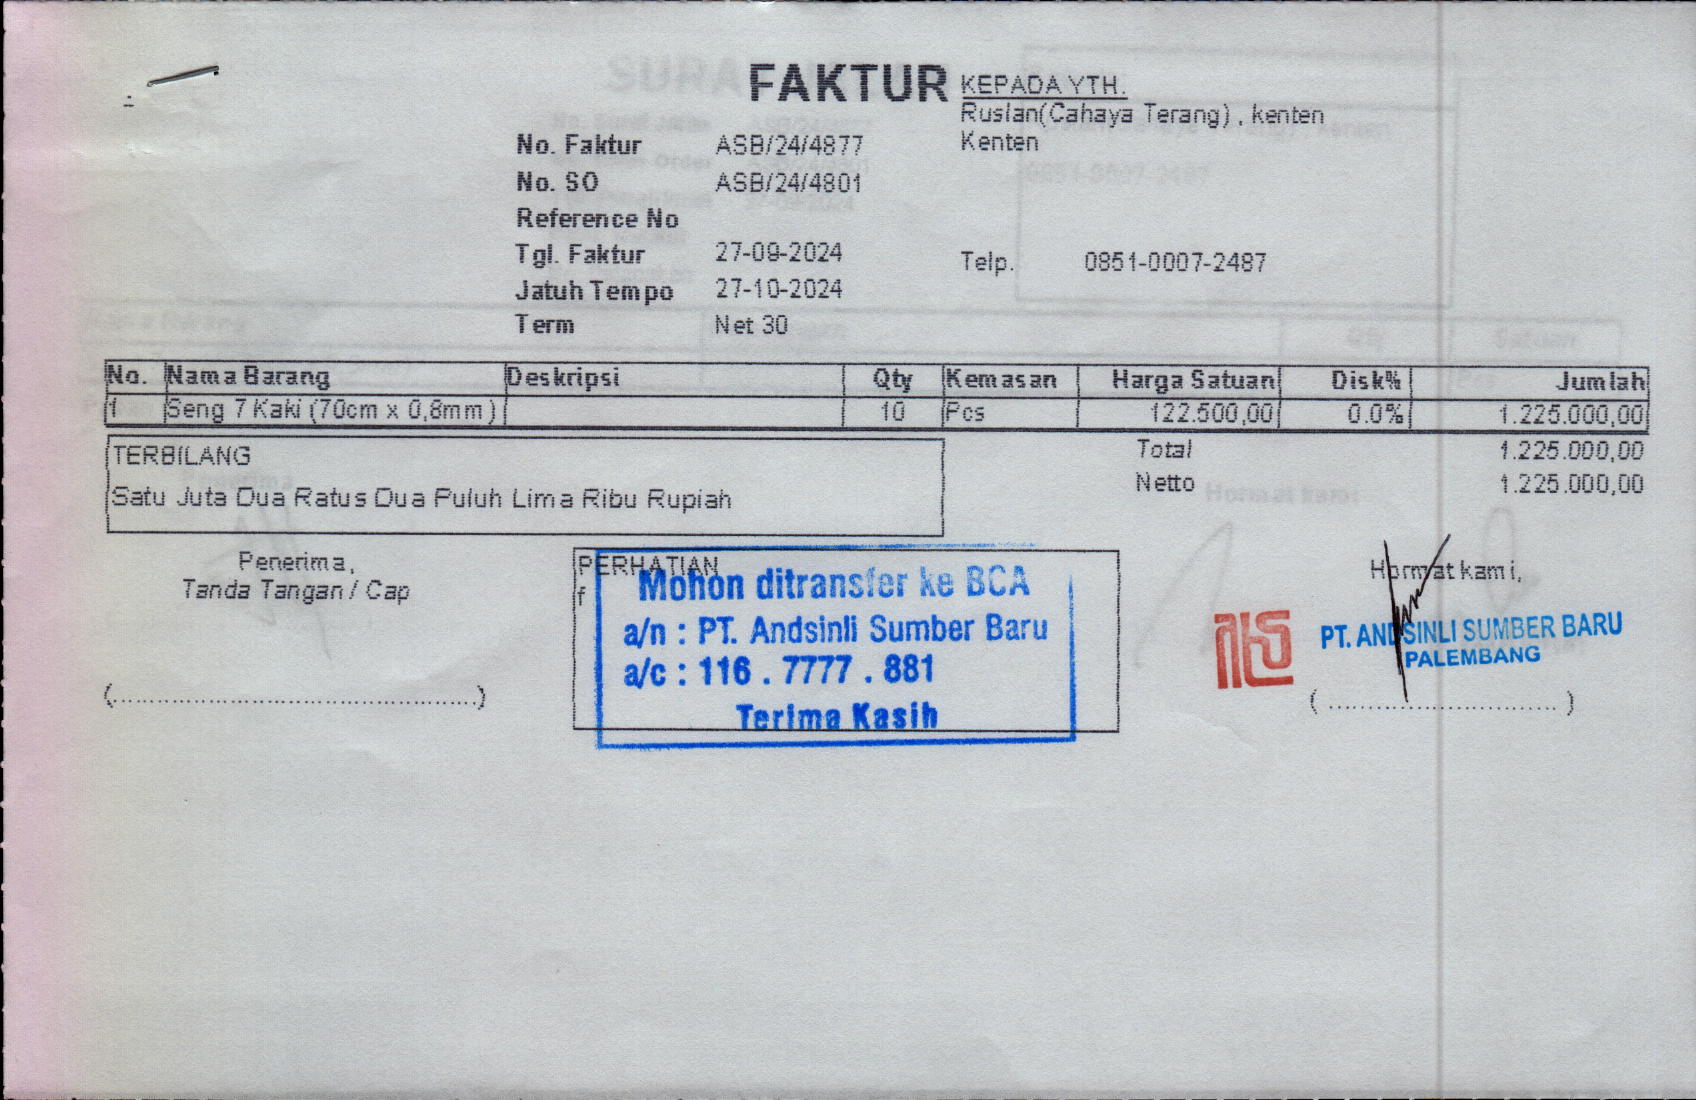 FAKTUR
No. Faktur ASB/24/4877
No. SO ASB/24/4801
Reference No
Tgl. Faktur 27-09-2024
Jatuh Tempo 27-10-2024
Term Net 30
KEPADA YTH.
Ruslan(Cahaya Terang) , kenten
Kenten
Telp. 0851-0007-2487
No. Nama Barang Deskripsi Qty Kemasan Harga Satuan Disk% Jumlah
1 Seng 7 Kaki (70cm x 0,8mm) 10 Pcs 122.500,00 0.0% 1.225.000,00
Total 1.225.000,00
Netto 1.225.000,00
TERBILANG
Satu Juta Dua Ratus Dua Puluh Lima Ribu Rupiah
Penerima,
Tanda Tangan / Cap
(..............................................)
PERHATIAN
f
Mohon ditransfer ke BCA
a/n : PT. Andsinli Sumber Baru
a/c : 116 . 7777 . 881
Terima Kasih
Hormat kami,
PT. ANDSINLI SUMBER BARU
PALEMBANG
( ............................ )